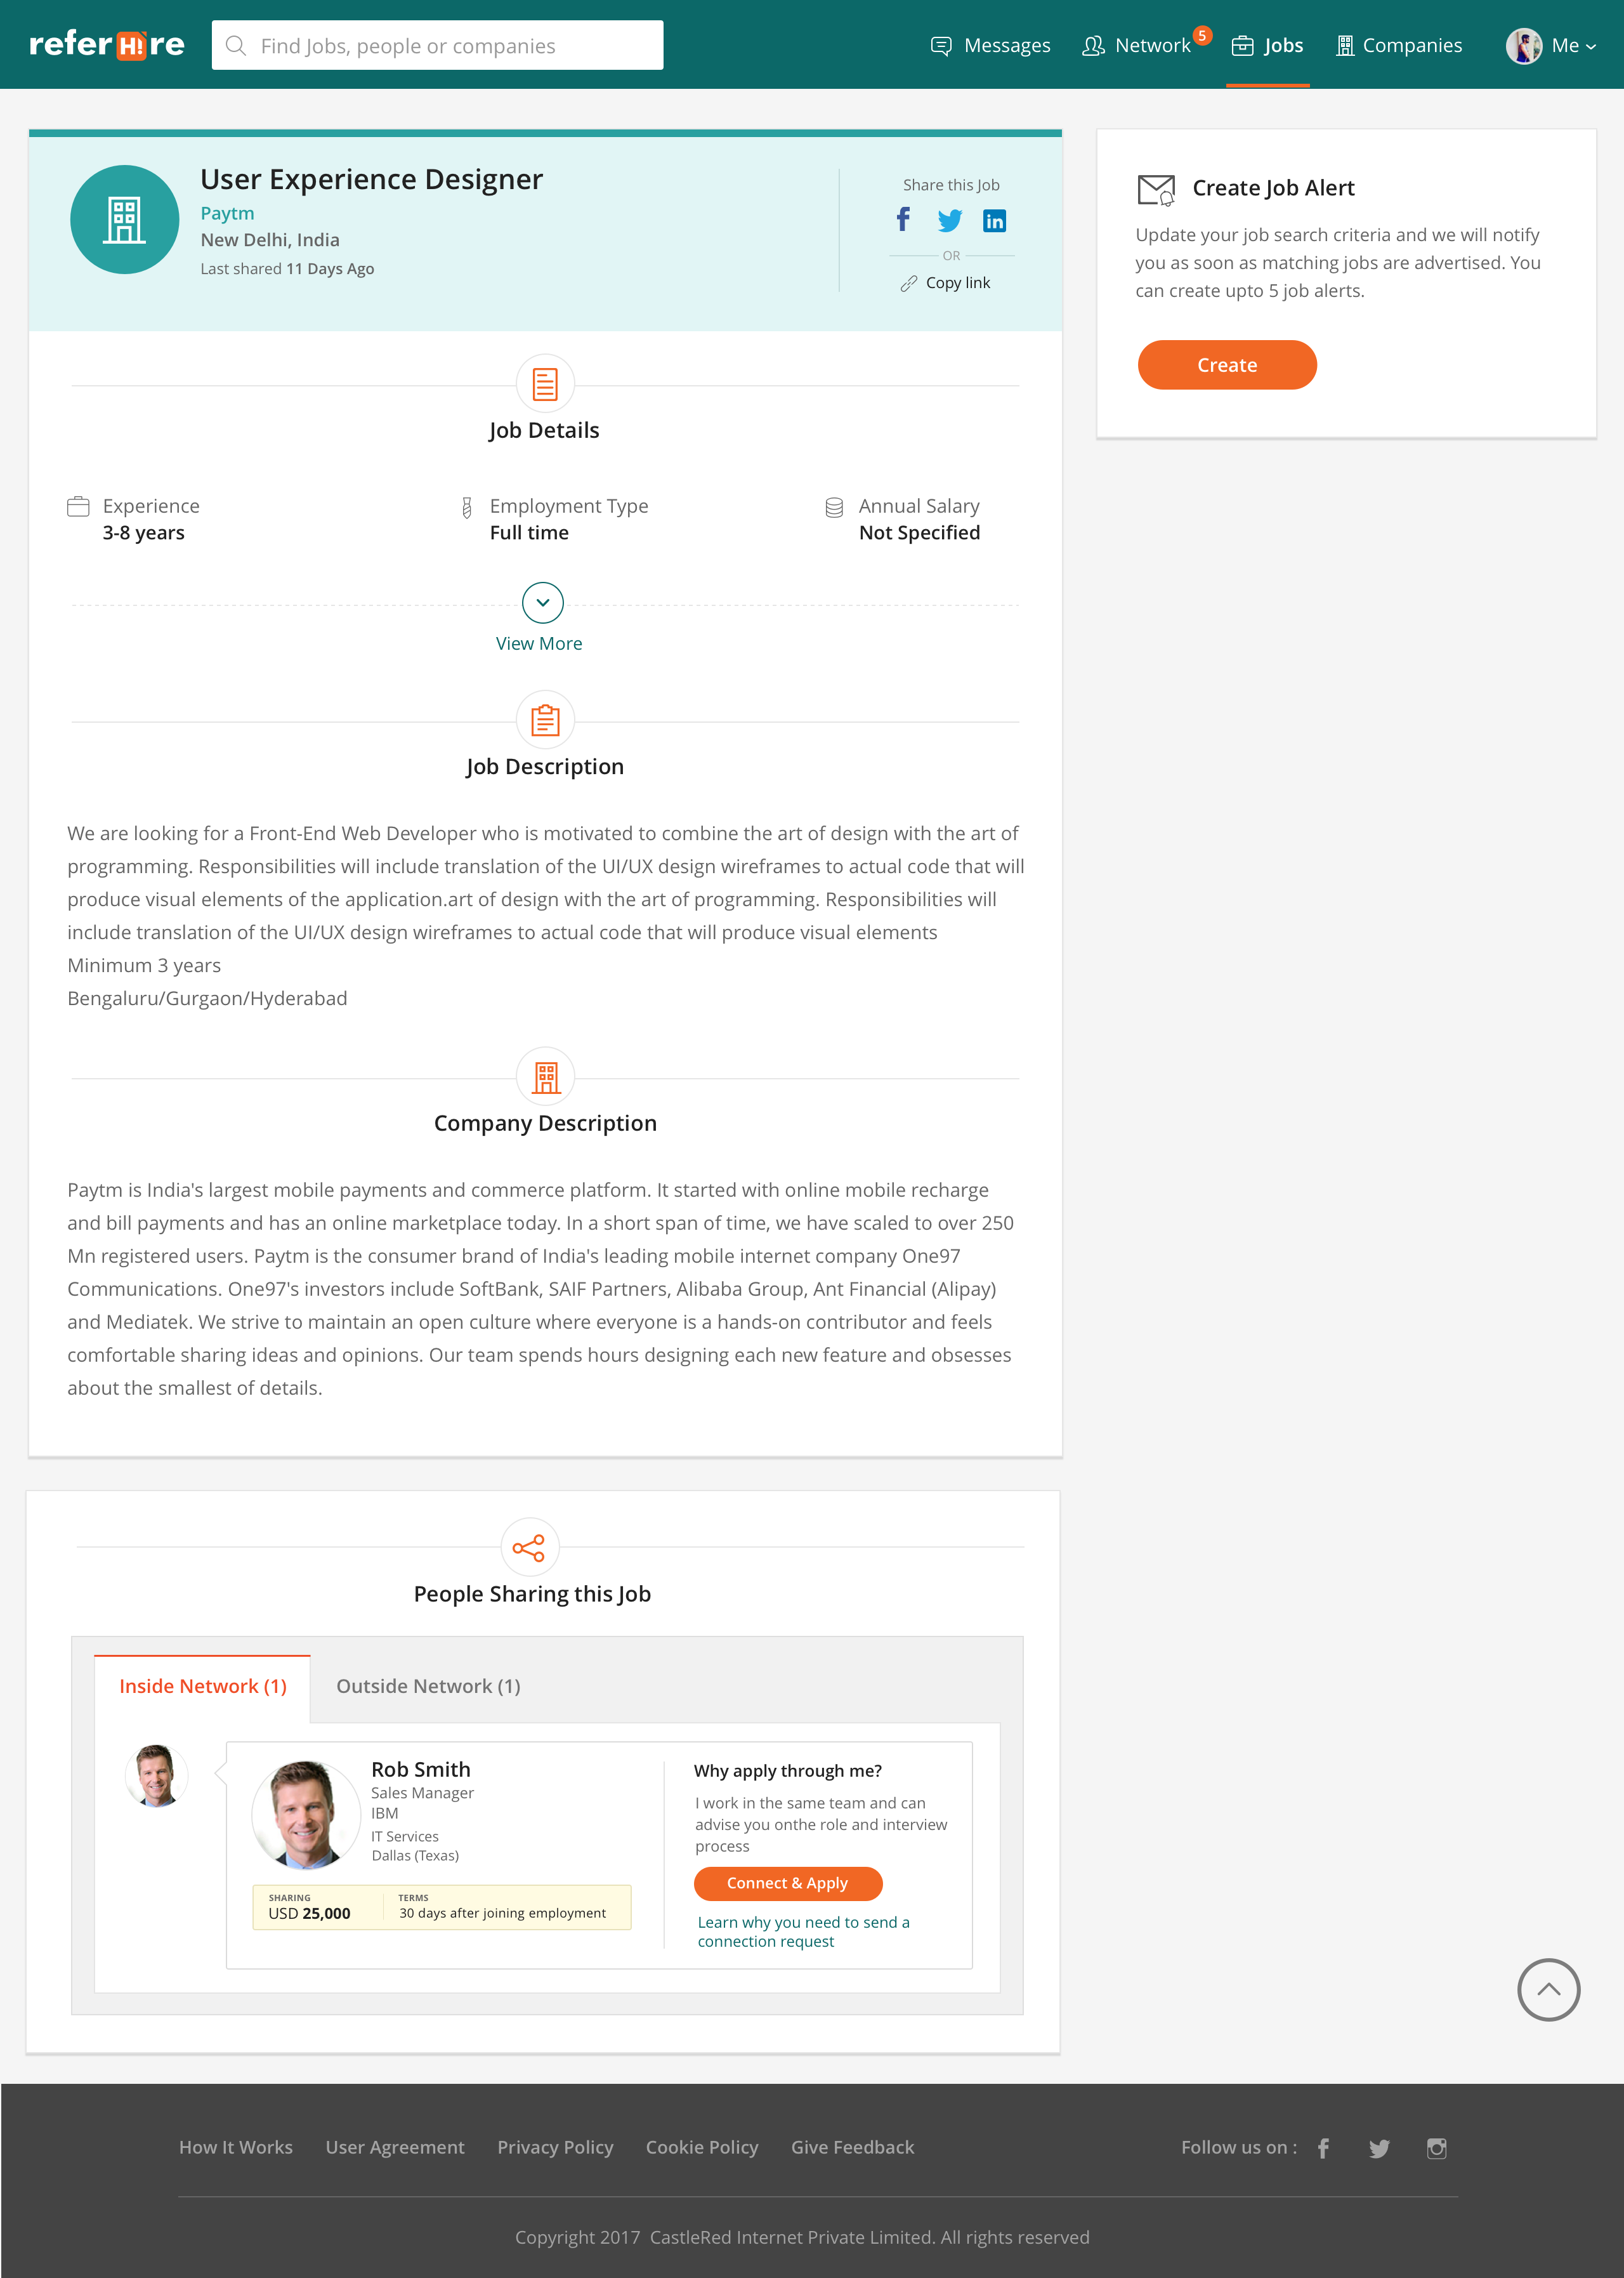 referH!re
Find Jobs, people or companies
Messages
Network 5
Jobs
Companies
Me
User Experience Designer
Paytm
New Delhi, India
Last shared 11 Days Ago
Share this Job
f in
OR
Copy link
Create Job Alert
Update your job search criteria and we will notify
you as soon as matching jobs are advertised. You
can create upto 5 job alerts.
Create
Job Details
Experience
3-8 years
Employment Type
Full time
Annual Salary
Not Specified
View More
Job Description
We are looking for a Front-End Web Developer who is motivated to combine the art of design with the art of
programming. Responsibilities will include translation of the UI/UX design wireframes to actual code that will
produce visual elements of the application.art of design with the art of programming. Responsibilities will
include translation of the UI/UX design wireframes to actual code that will produce visual elements
Minimum 3 years
Bengaluru/Gurgaon/Hyderabad
Company Description
Paytm is India's largest mobile payments and commerce platform. It started with online mobile recharge
and bill payments and has an online marketplace today. In a short span of time, we have scaled to over 250
Mn registered users. Paytm is the consumer brand of India's leading mobile internet company One97
Communications. One97's investors include SoftBank, SAIF Partners, Alibaba Group, Ant Financial (Alipay)
and Mediatek. We strive to maintain an open culture where everyone is a hands-on contributor and feels
comfortable sharing ideas and opinions. Our team spends hours designing each new feature and obsesses
about the smallest of details.
People Sharing this Job
Inside Network (1)
Outside Network (1)
Rob Smith
Sales Manager
IBM
IT Services
Dallas (Texas)
SHARING
USD 25,000
TERMS
30 days after joining employment
Why apply through me?
I work in the same team and can
advise you onthe role and interview
process
Connect & Apply
Learn why you need to send a
connection request
How It Works
User Agreement
Privacy Policy
Cookie Policy
Give Feedback
Follow us on :
f
Copyright 2017 CastleRed Internet Private Limited. All rights reserved